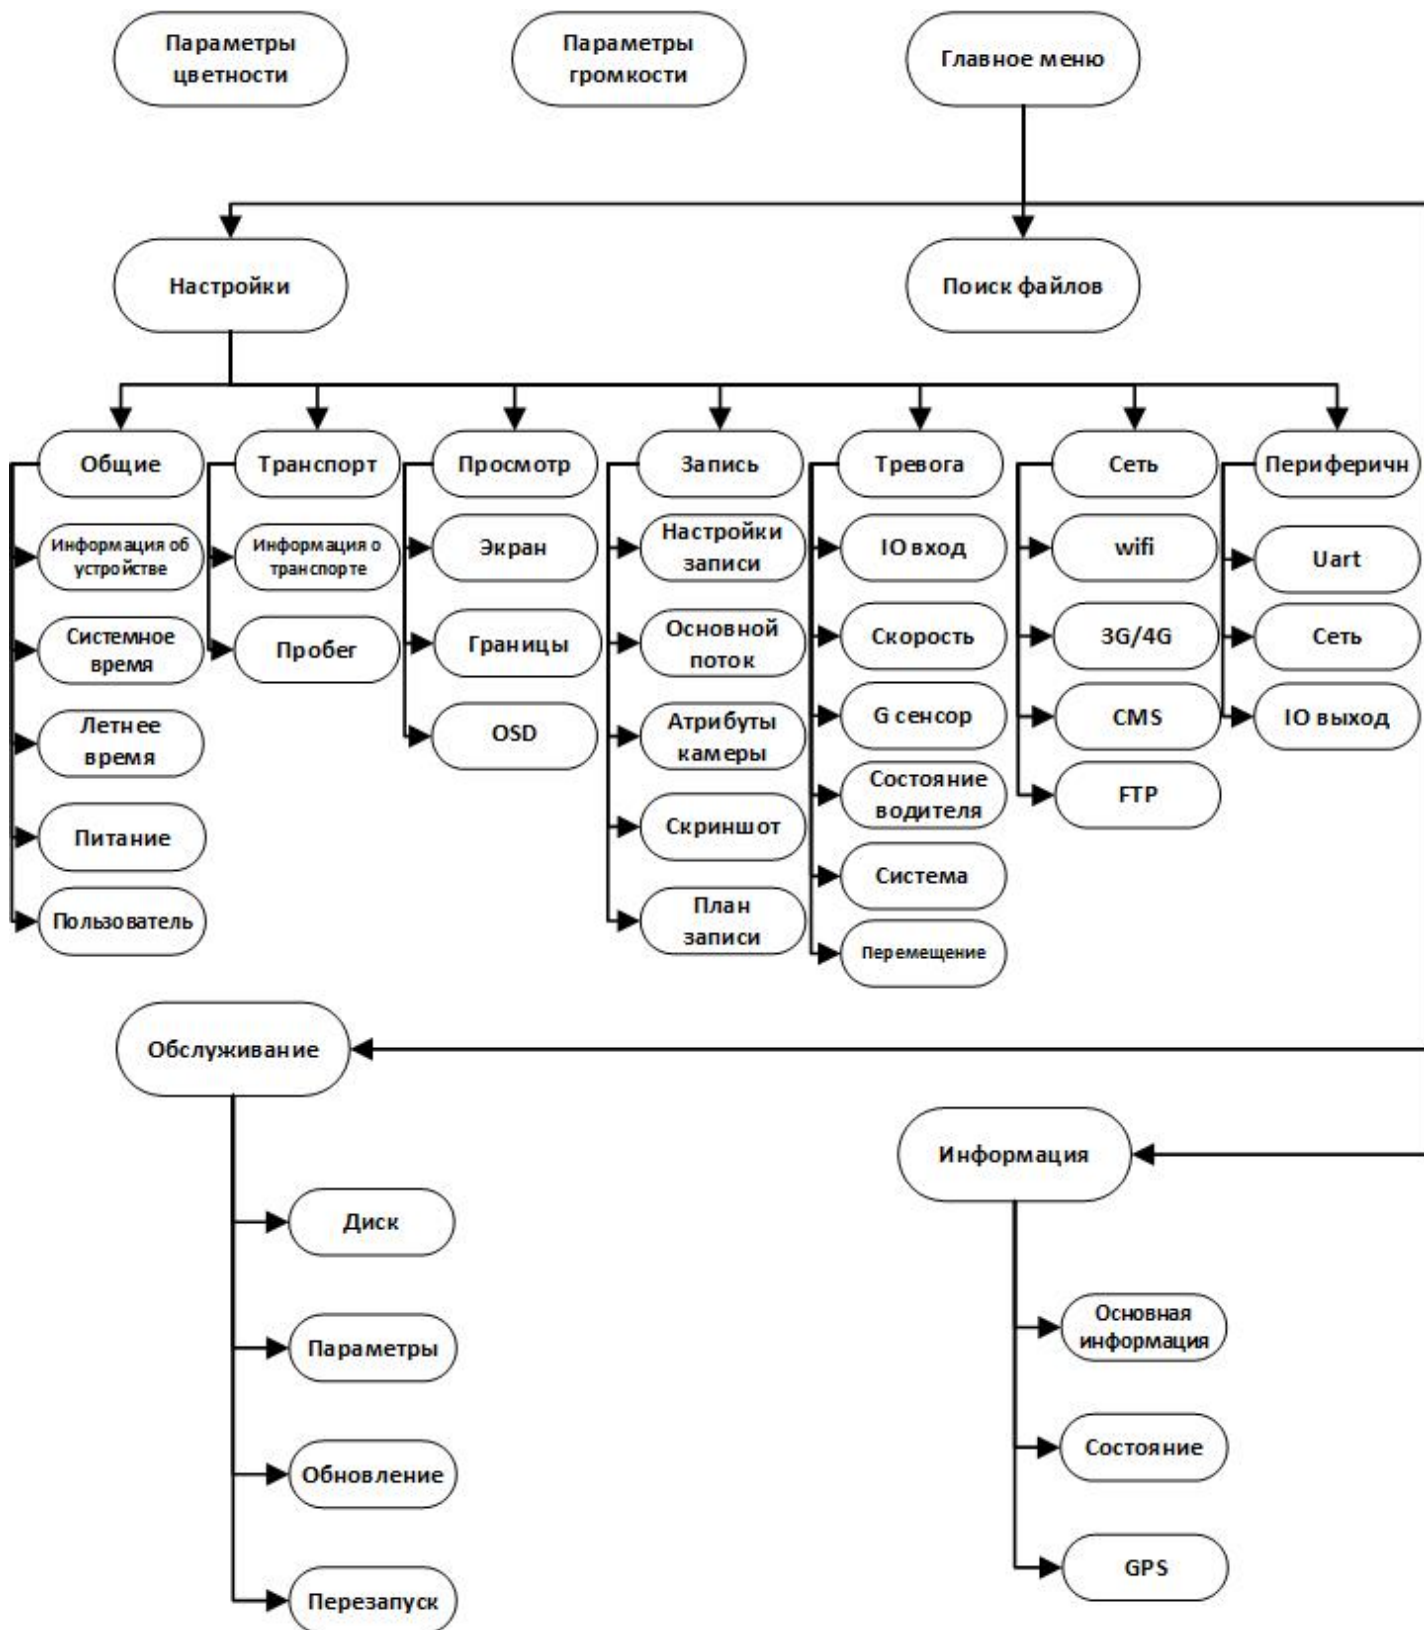 Параметры
цветности
Параметры
громкости
Главное меню
Настройки
Поиск файлов
Общие
Транспорт
Просмотр
Запись
Тревога
Сеть
Периферичн
Информация об
устройстве
Системное
время
Летнее
время
Питание
Пользователь
Информация о
транспорте
Пробег
Экран
Границы
OSD
Настройки
записи
Основной
поток
Атрибуты
камеры
Скриншот
План
записи
IO вход
Скорость
G сенсор
Состояние
водителя
Система
Перемещение
wifi
3G/4G
CMS
FTP
Uart
Сеть
IO выход
Обслуживание
Диск
Параметры
Обновление
Перезапуск
Информация
Основная
информация
Состояние
GPS